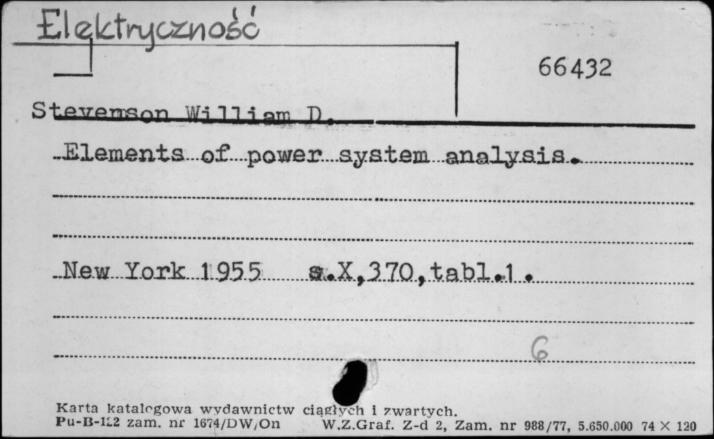 Elektryczność
66432
Stevenson William D.
Elements of power system analysis.
New York 1955 s.X,370,tabl.1.
6
Karta katalogowa wydawnictw ciągłych i zwartych.
Pu-B-112 zam. nr 1674/DW/On W.Z.Graf. Z-d 2, Zam. nr 988/77, 5.650.000 74 × 120